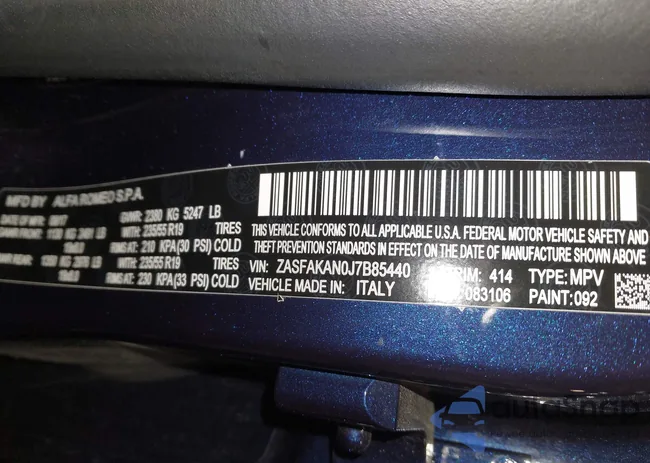 MFD BY ALFA ROMEO S.P.A.
GVWR: 2380 KG 5247 LB
WITH: 235/55 R19 TIRES
RIMS AT: 210 KPA (30 PSI) COLD
WITH: 235/55 R19 TIRES
RIMS AT: 230 KPA(33 PSI) COLD
THIS VEHICLE CONFORMS TO ALL APPLICABLE U.S.A. FEDERAL MOTOR VEHICLE SAFETY AND
THEFT PREVENTION STANDARDS IN EFFECT ON THE DATE OF MANUFACTURE SHOWN ABOVE
VIN: ZASFAKAN0J7B85440 TRIM: 414 TYPE: MPV
VEHICLE MADE IN: ITALY 083106 PAINT:092
autoshop